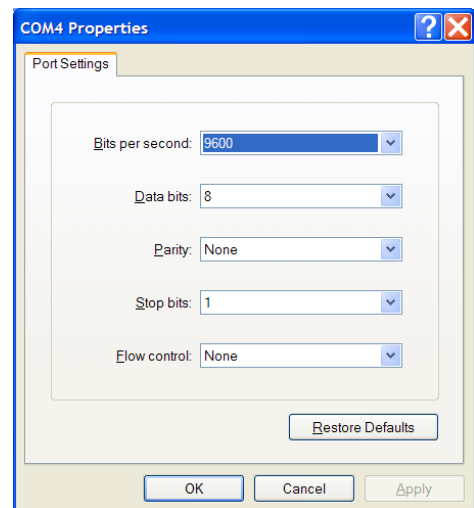 COM4 Properties
Port Settings
Bits per second: 9600
Data bits: 8
Parity: None
Stop bits: 1
Flow control: None
Restore Defaults
OK Cancel Apply